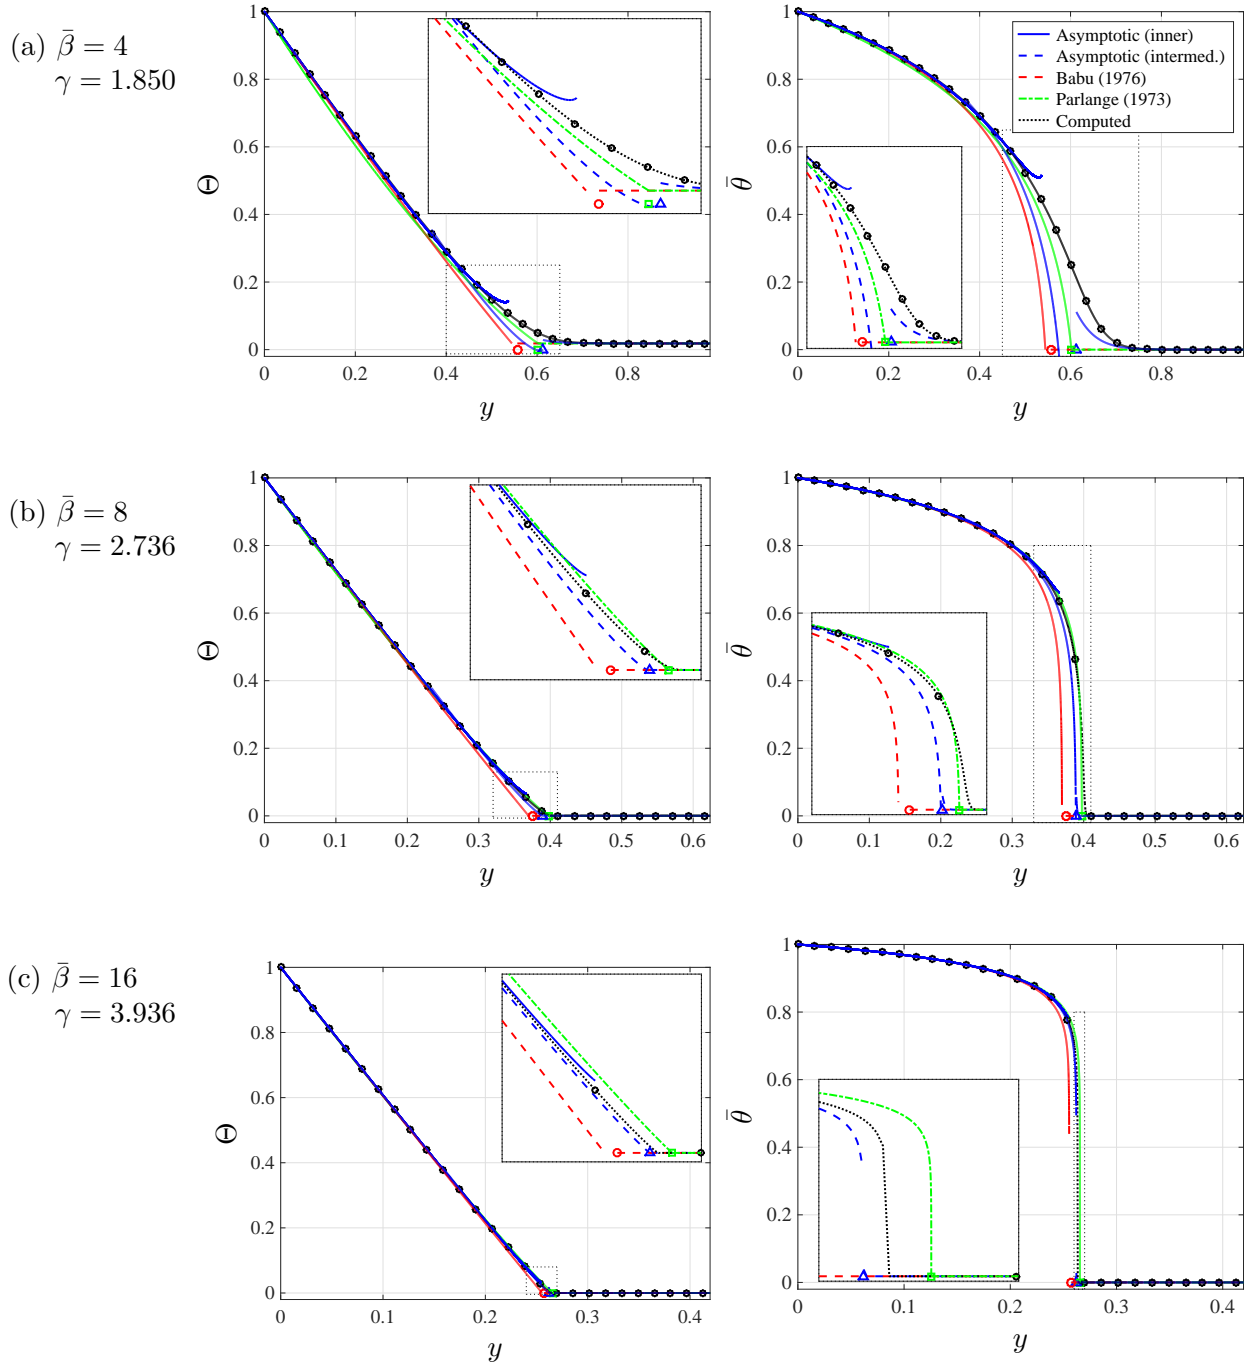 (a) β̄ = 4
γ = 1.850
1
0.8
0.6
0.4
0.2
0
Θ
0 0.2 0.4 0.6 0.8
y
1
0.8
0.6
0.4
0.2
0
θ̄
0 0.2 0.4 0.6 0.8
y
Asymptotic (inner)
Asymptotic (intermed.)
Babu (1976)
Parlange (1973)
Computed
(b) β̄ = 8
γ = 2.736
1
0.8
0.6
0.4
0.2
0
Θ
0 0.1 0.2 0.3 0.4 0.5 0.6
y
1
0.8
0.6
0.4
0.2
0
θ̄
0 0.1 0.2 0.3 0.4 0.5 0.6
y
(c) β̄ = 16
γ = 3.936
1
0.8
0.6
0.4
0.2
0
Θ
0 0.1 0.2 0.3 0.4
y
1
0.8
0.6
0.4
0.2
0
θ̄
0 0.1 0.2 0.3 0.4
y